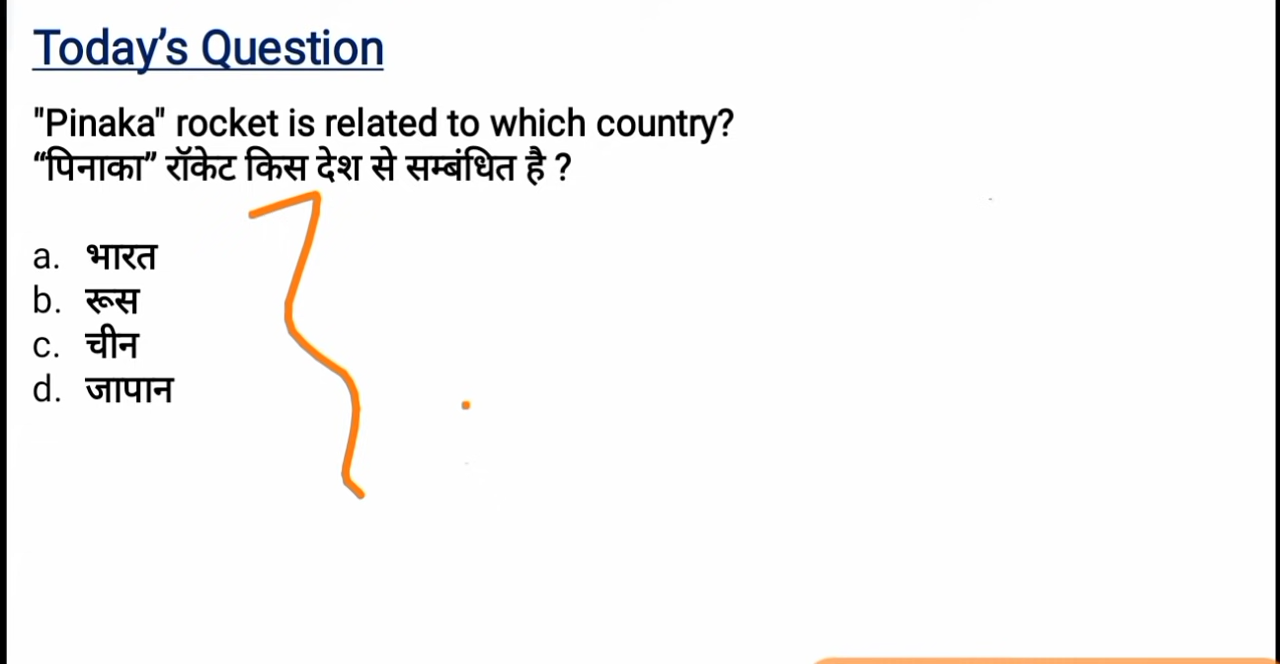 Today's Question
"Pinaka" rocket is related to which country?
“पिनाका” रॉकेट किस देश से सम्बंधित है ?
a. भारत
b. रूस
c. चीन
d. जापान